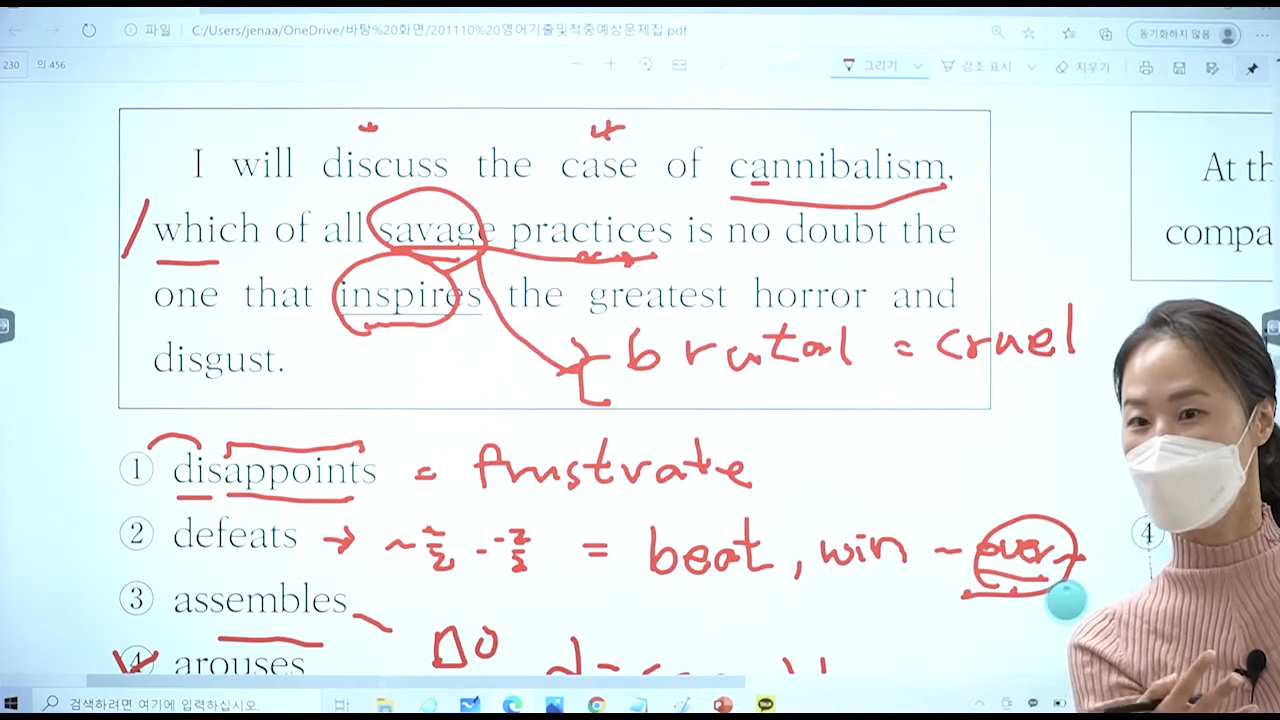 파일 C:/Users/jenaa/OneDrive/바탕%20화면/201110%20영어기출및적중예상문제집.pdf 동기화하지 않음
230 의 456 그리기 강조 표시 지우기
I will discuss the case of cannibalism,
which of all savage practices is no doubt the
one that inspires the greatest horror and
disgust.
brutal = cruel
① disappoints = frustrate
② defeats → = beat, win ~ over ~
③ assembles
④ arouses
At th
compa
④
검색하려면 여기에 입력하십시오.